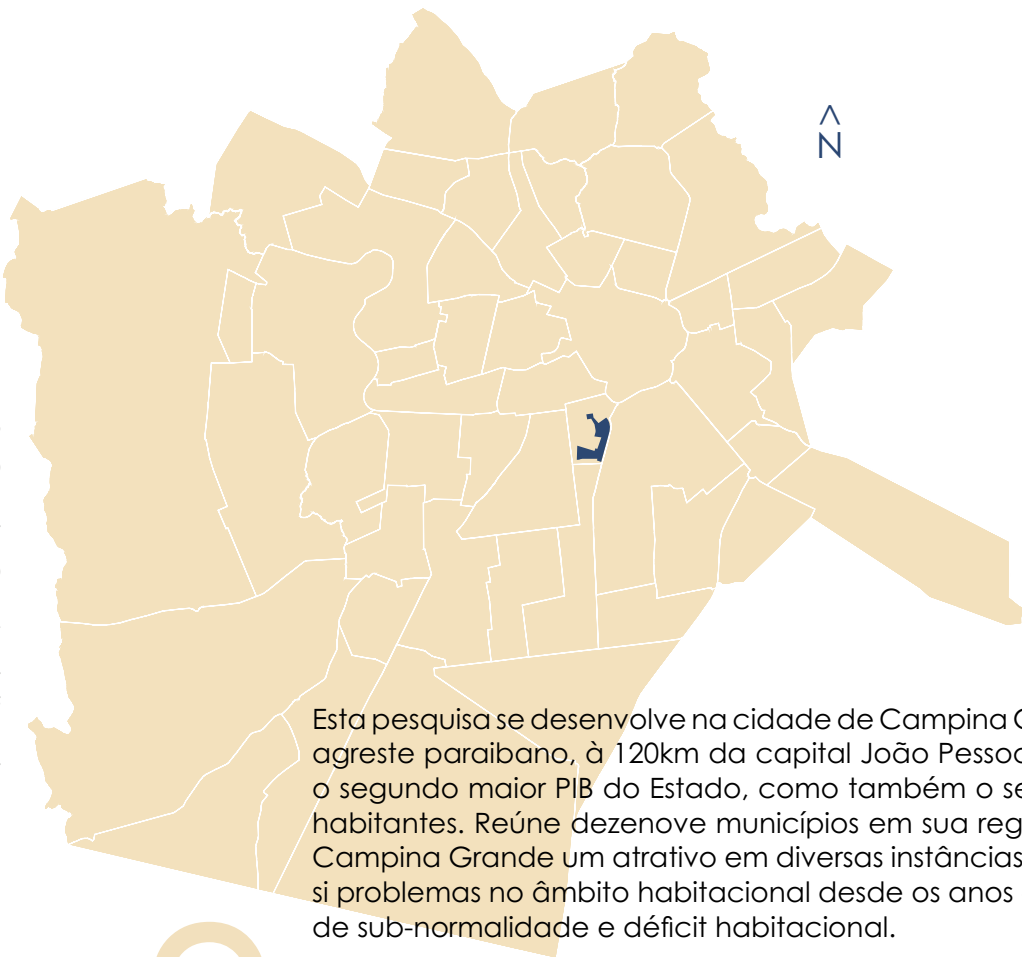 ^
N
Esta pesquisa se desenvolve na cidade de Campina
agreste paraibano, à 120km da capital João
o segundo maior PIB do Estado, como também o
habitantes. Reúne dezenove municípios em sua
Campina Grande um atrativo em diversas instâncias
si problemas no âmbito habitacional desde os anos
de sub-normalidade e déficit habitacional.